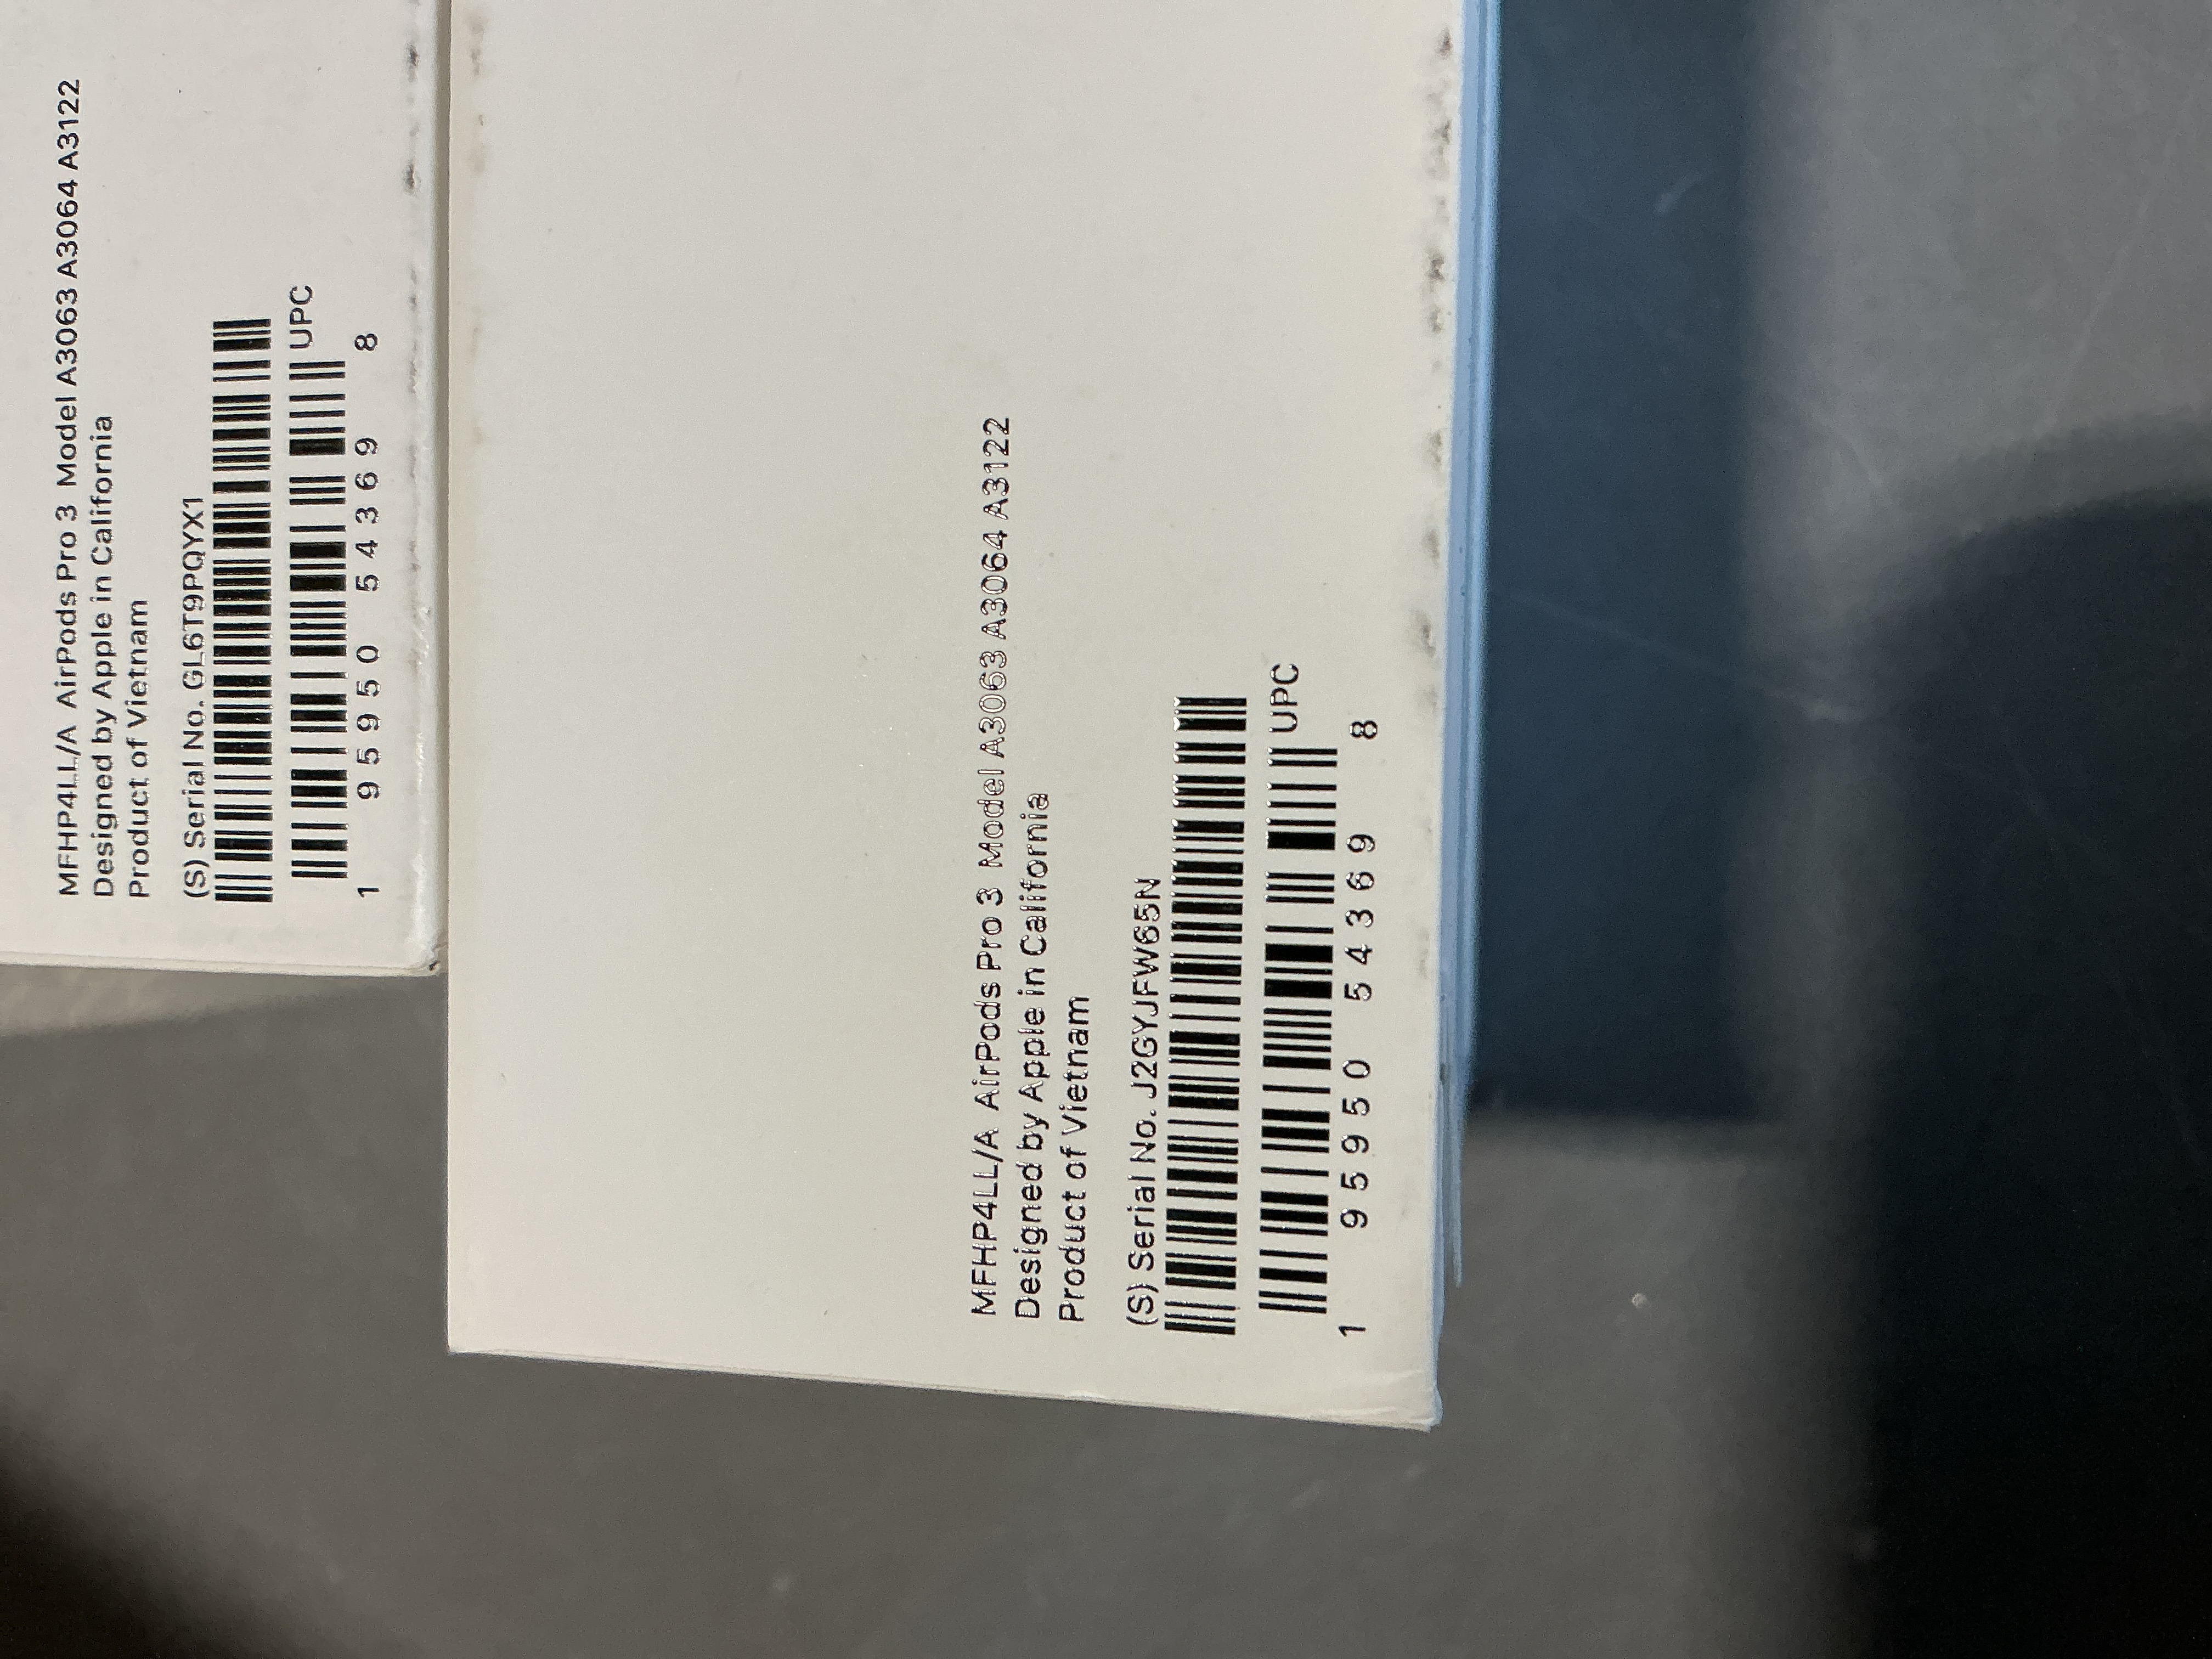 MFHP4LL/A AirPods Pro 3 Model A3063 A3064 A3122
Designed by Apple in California
Product of Vietnam
(S) Serial No. GL6T9PQYX1
UPC
1 95950 54369 8
MFHP4LL/A AirPods Pro 3 Model A3063 A3064 A3122
Designed by Apple in California
Product of Vietnam
(S) Serial No. J2GYJFW65N
UPC
1 95950 54369 8